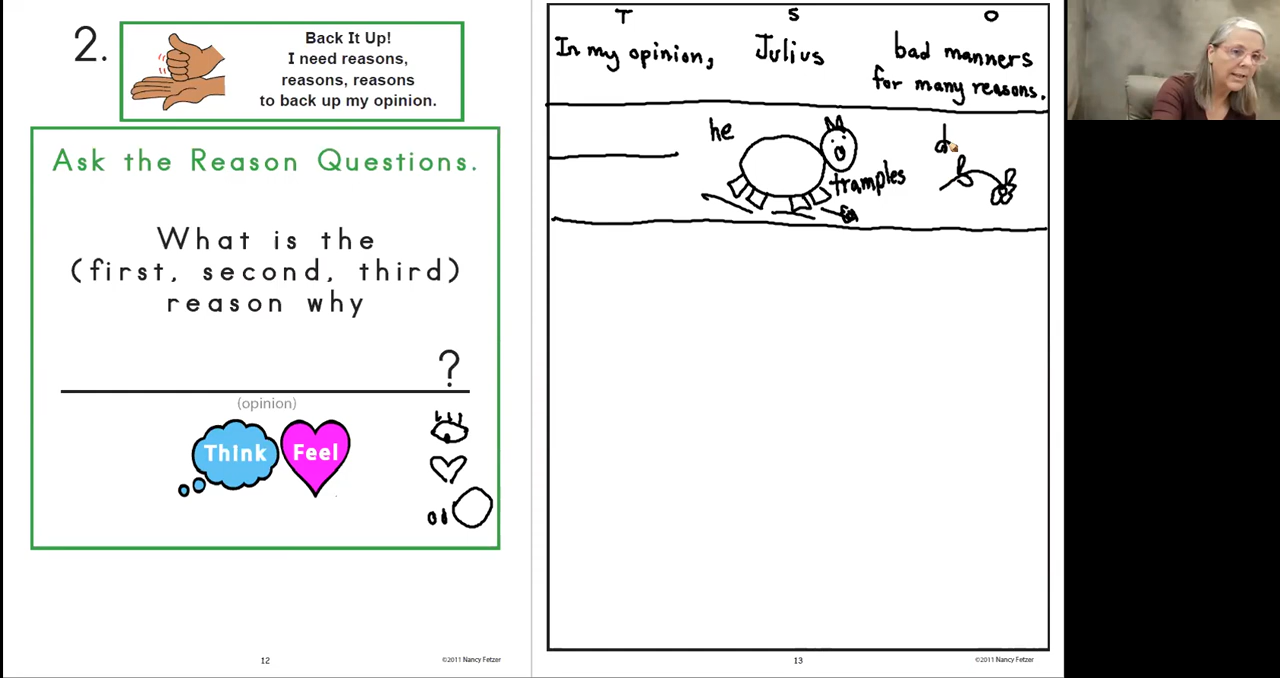 2.
Back It Up!
I need reasons,
reasons, reasons
to back up my opinion.
Ask the Reason Questions.
What is the
(first, second, third)
reason why
?
(opinion)
Think
Feel
12
©2011 Nancy Fetzer
T S O
In my opinion, Julius bad manners
for many reasons.
he
tramples
d
13
©2011 Nancy Fetzer